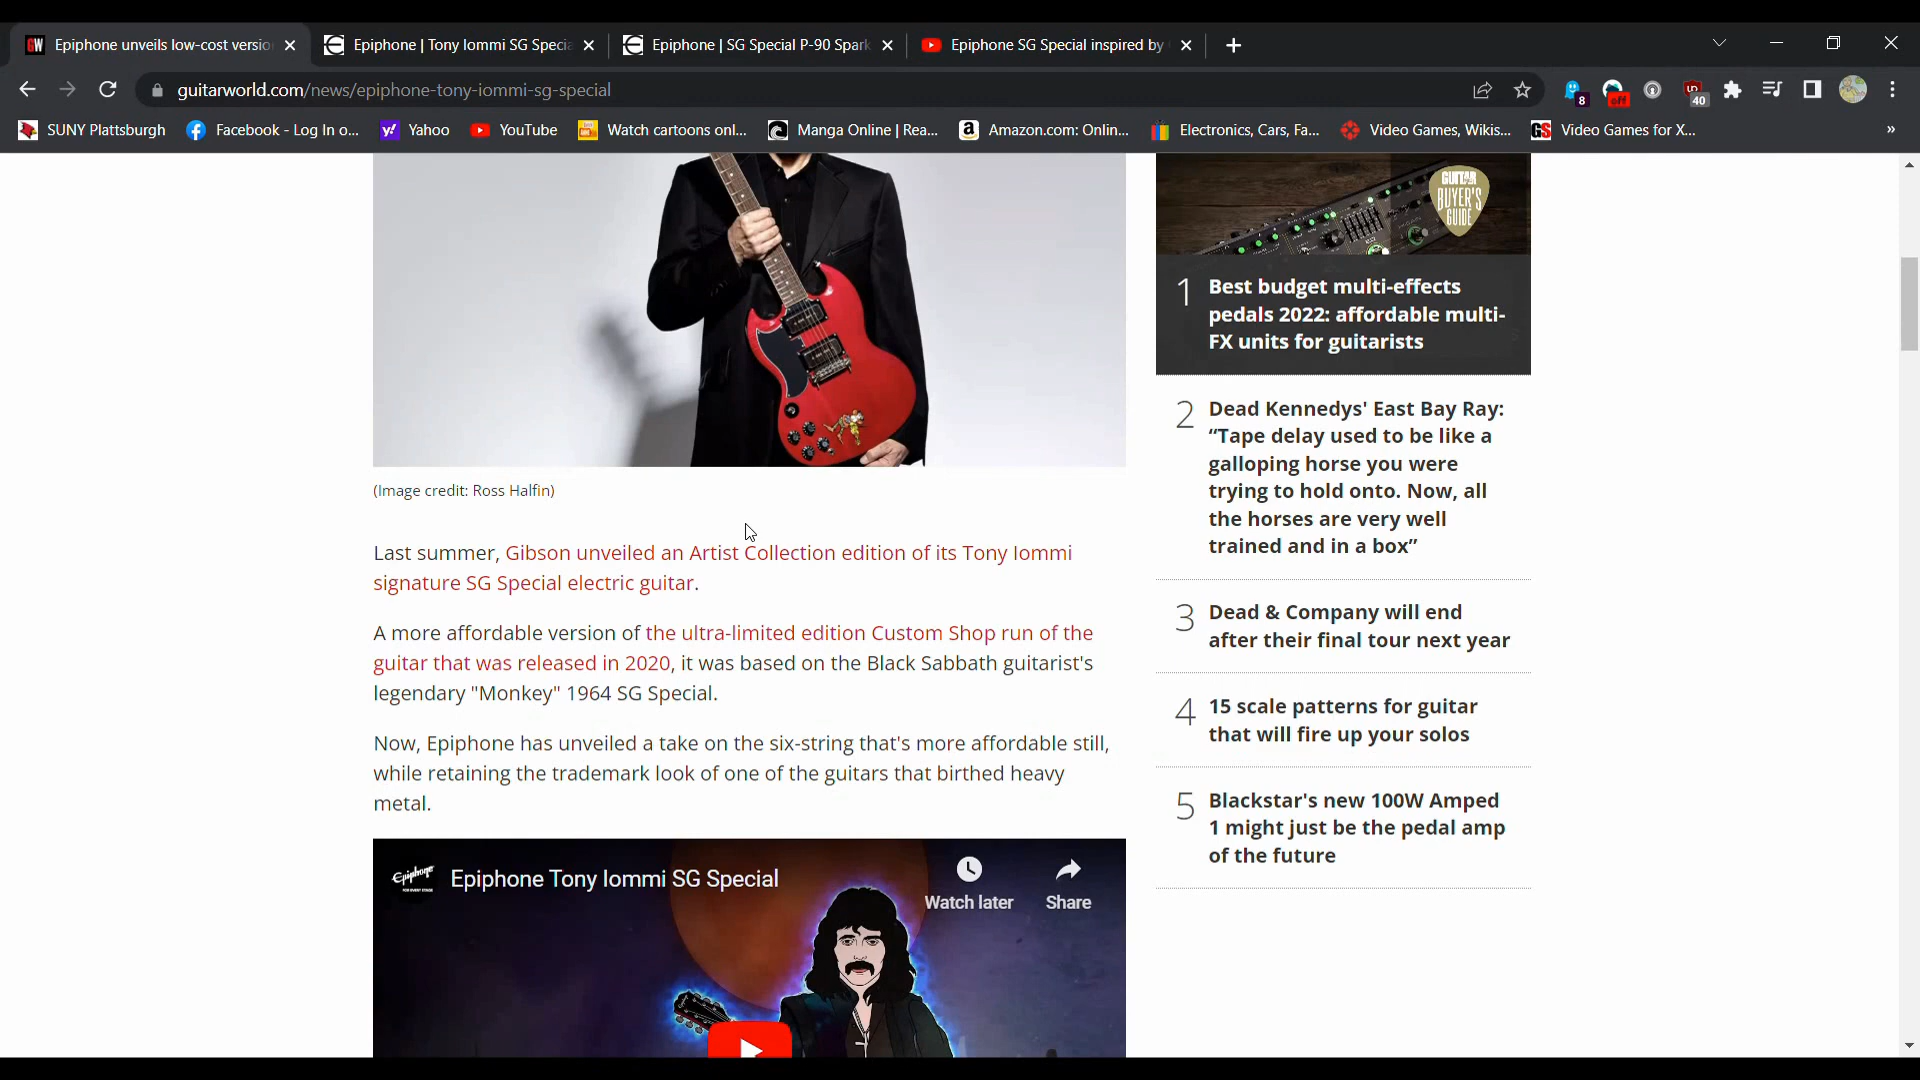 Epiphone unveils low-cost versio
Epiphone | Tony Iommi SG Specia
Epiphone | SG Special P-90 Spark
Epiphone SG Special inspired by
guitarworld.com/news/epiphone-tony-iommi-sg-special
8
off
40
SUNY Plattsburgh
Facebook - Log In o...
Yahoo
YouTube
Watch cartoons onl...
Manga Online | Rea...
Amazon.com: Onlin...
Electronics, Cars, Fa...
Video Games, Wikis...
Video Games for X...
»
(Image credit: Ross Halfin)
Last summer, Gibson unveiled an Artist Collection edition of its Tony Iommi
signature SG Special electric guitar.
A more affordable version of the ultra-limited edition Custom Shop run of the
guitar that was released in 2020, it was based on the Black Sabbath guitarist's
legendary "Monkey" 1964 SG Special.
Now, Epiphone has unveiled a take on the six-string that's more affordable still,
while retaining the trademark look of one of the guitars that birthed heavy
metal.
Epiphone
Epiphone Tony Iommi SG Special
Watch later
Share
GUITAR
BUYER'S
GUIDE
1
Best budget multi-effects
pedals 2022: affordable multi-
FX units for guitarists
2
Dead Kennedys' East Bay Ray:
“Tape delay used to be like a
galloping horse you were
trying to hold onto. Now, all
the horses are very well
trained and in a box”
3
Dead & Company will end
after their final tour next year
4
15 scale patterns for guitar
that will fire up your solos
5
Blackstar's new 100W Amped
1 might just be the pedal amp
of the future